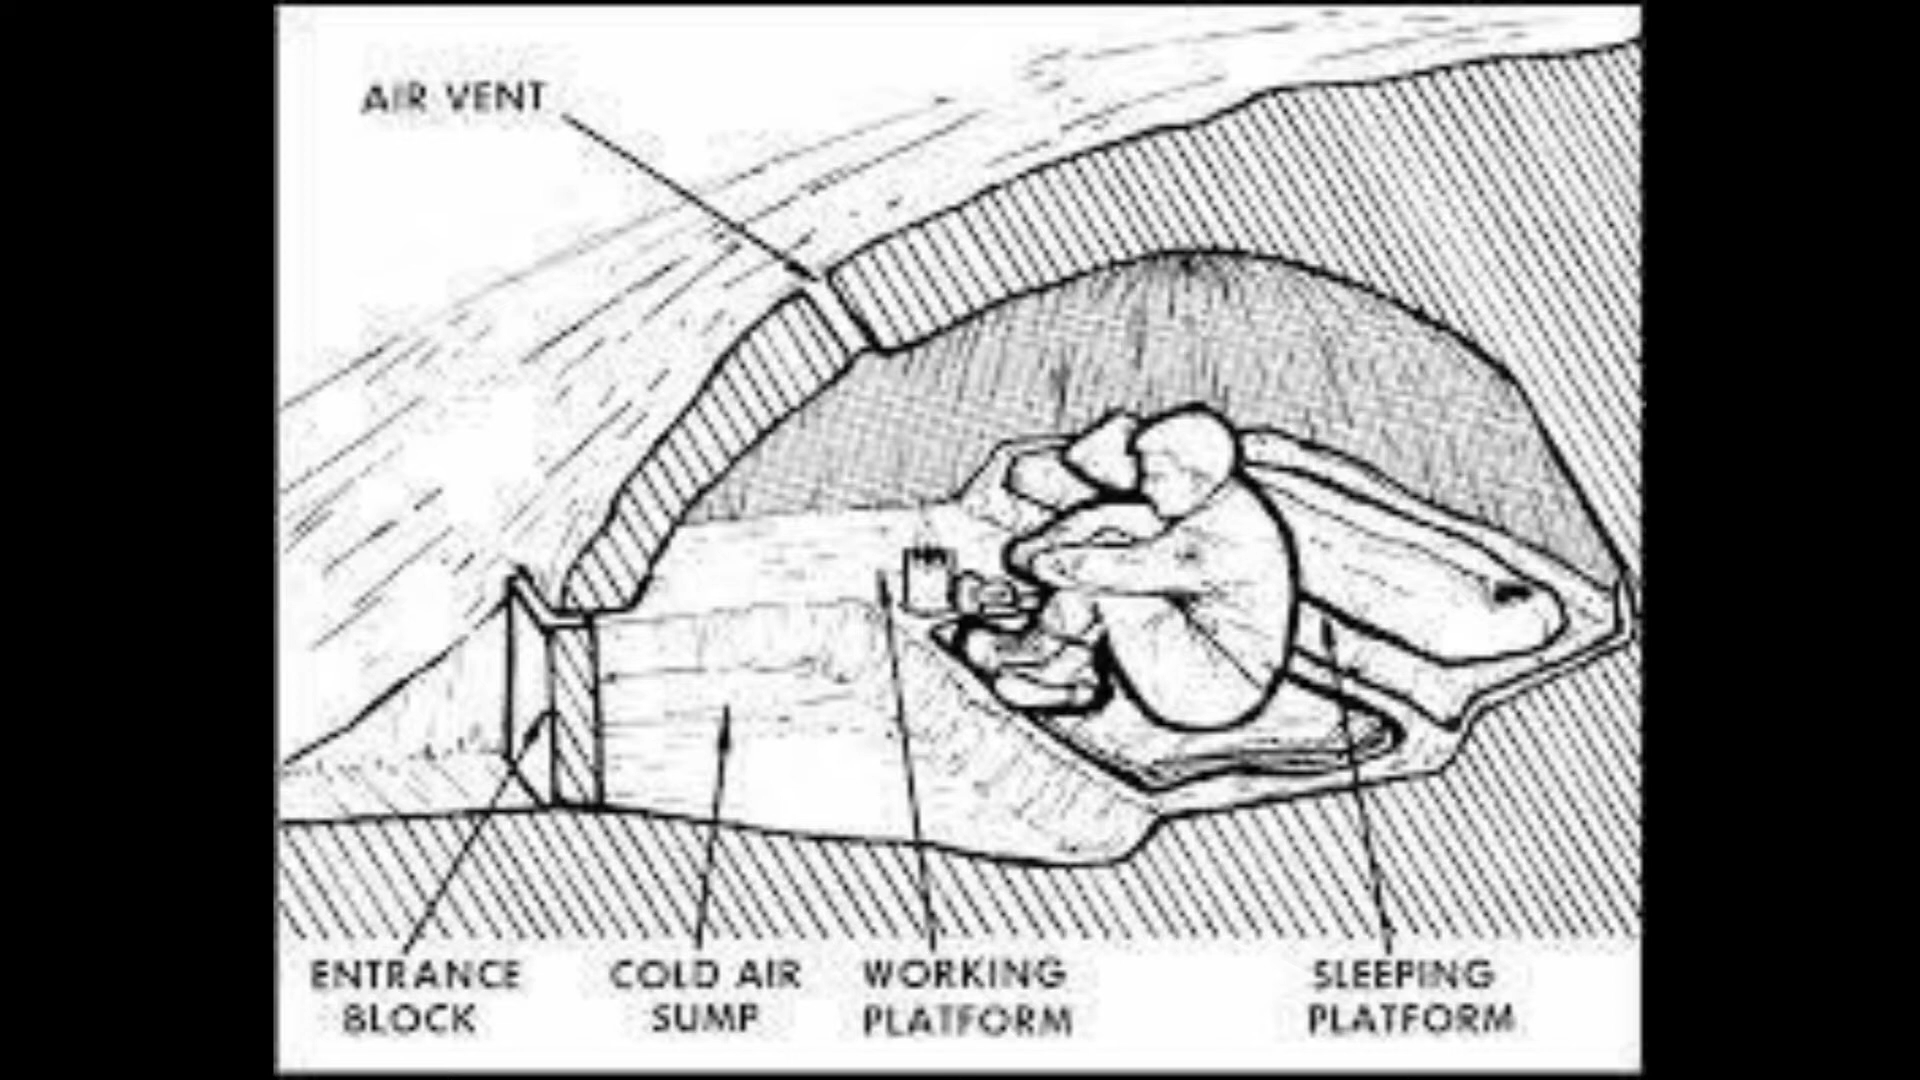 AIR VENT
ENTRANCE
BLOCK
COLD AIR
SUMP
WORKING
PLATFORM
SLEEPING
PLATFORM